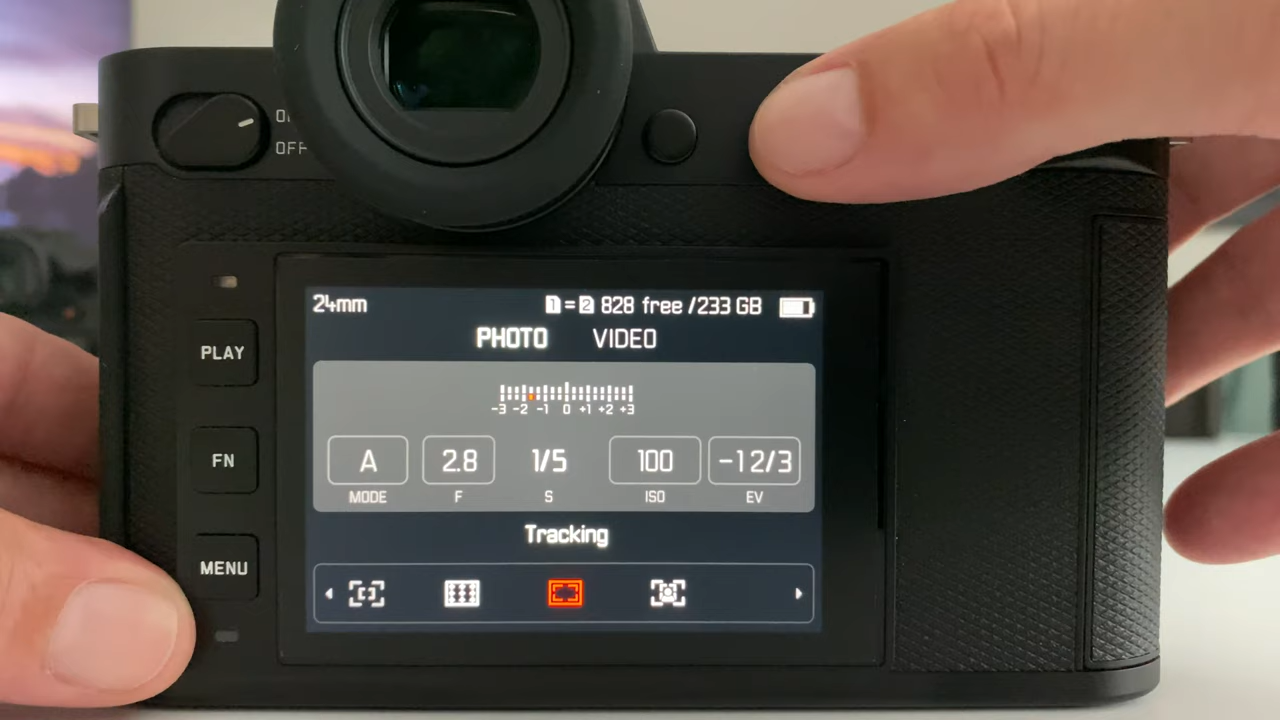 OFF
24mm 1=2 828 free /233 GB
PHOTO VIDEO
-3 -2 -1 0 +1 +2 +3
A 2.8 1/5 100 -1 2/3
MODE F S ISO EV
Tracking
PLAY
FN
MENU